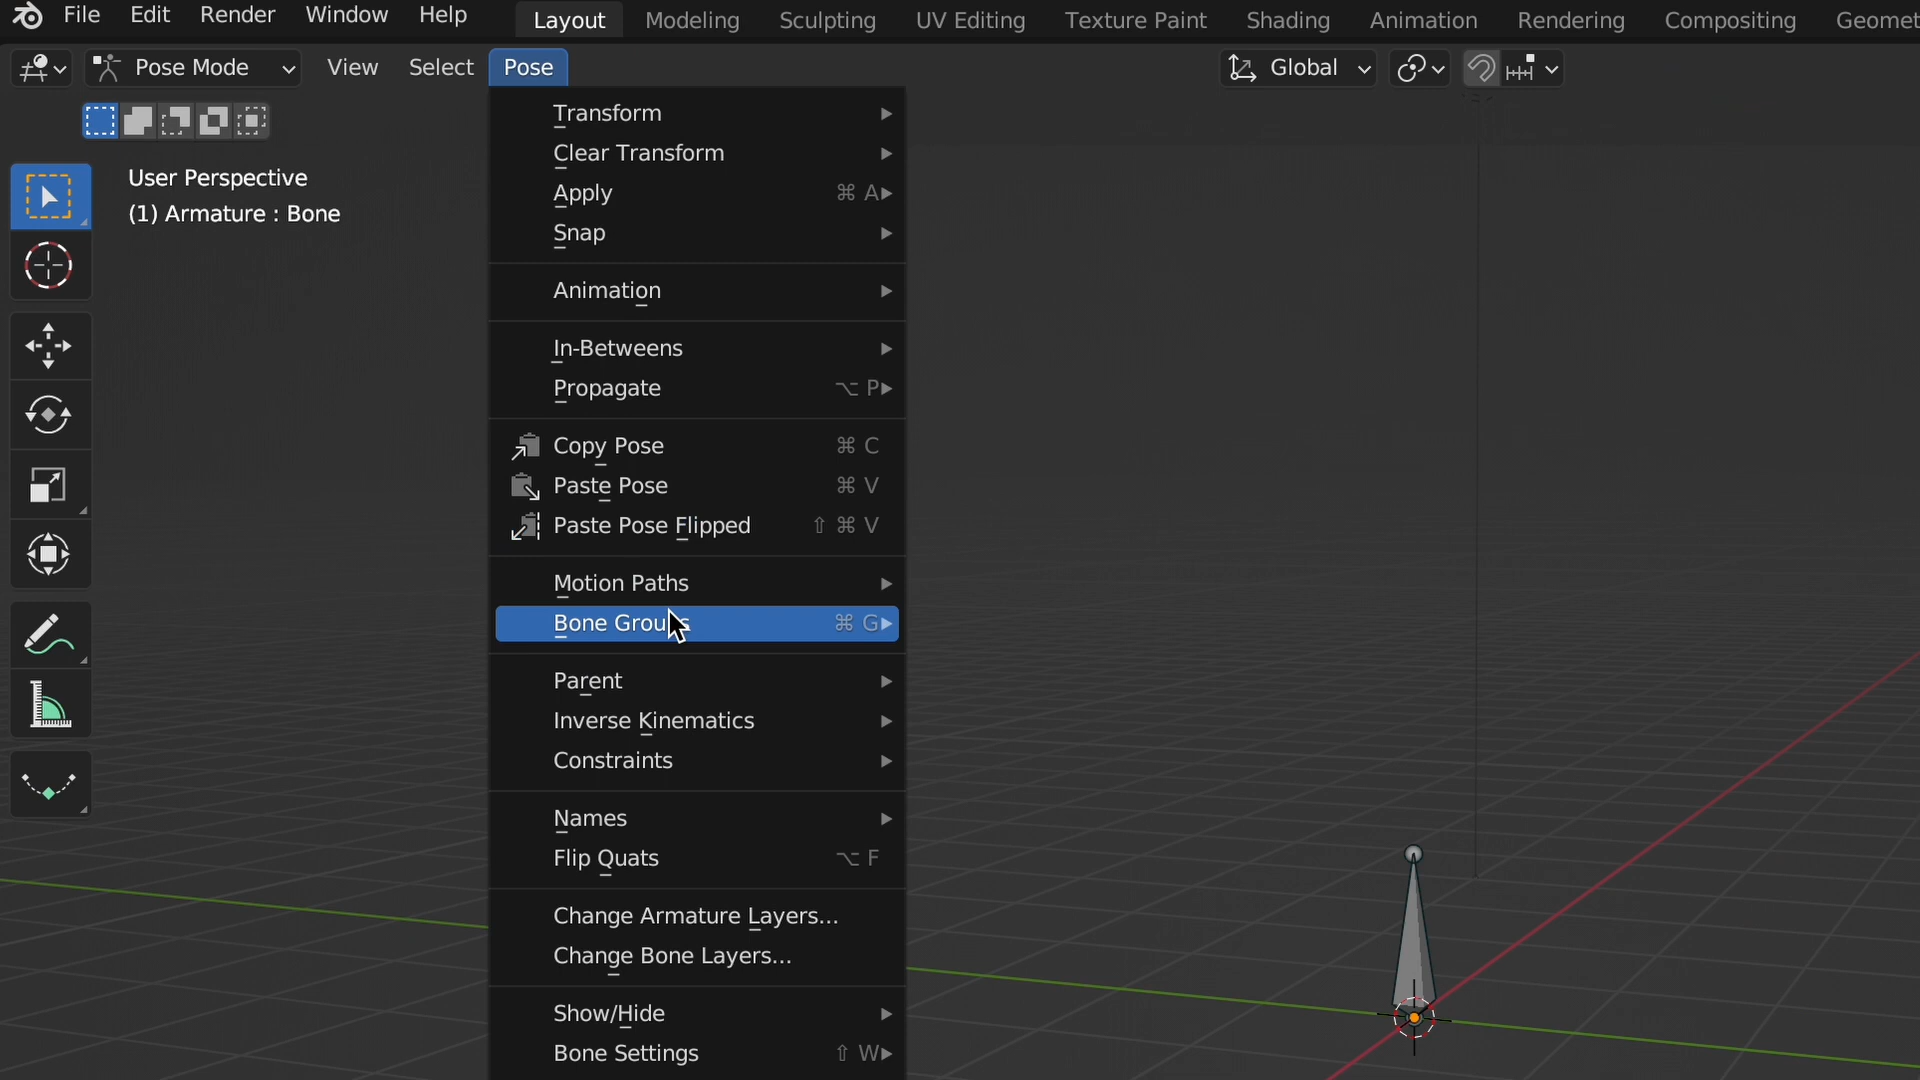 File Edit Render Window Help Layout Modeling Sculpting UV Editing Texture Paint Shading Animation Rendering Compositing Geomet
Pose Mode View Select Pose Global
User Perspective
(1) Armature : Bone
Transform
Clear Transform
Apply ⌘ A
Snap
Animation
In-Betweens
Propagate ⌥ P
Copy Pose ⌘ C
Paste Pose ⌘ V
Paste Pose Flipped ⇧ ⌘ V
Motion Paths
Bone Groups ⌘ G
Parent
Inverse Kinematics
Constraints
Names
Flip Quats ⌥ F
Change Armature Layers...
Change Bone Layers...
Show/Hide
Bone Settings ⇧ W